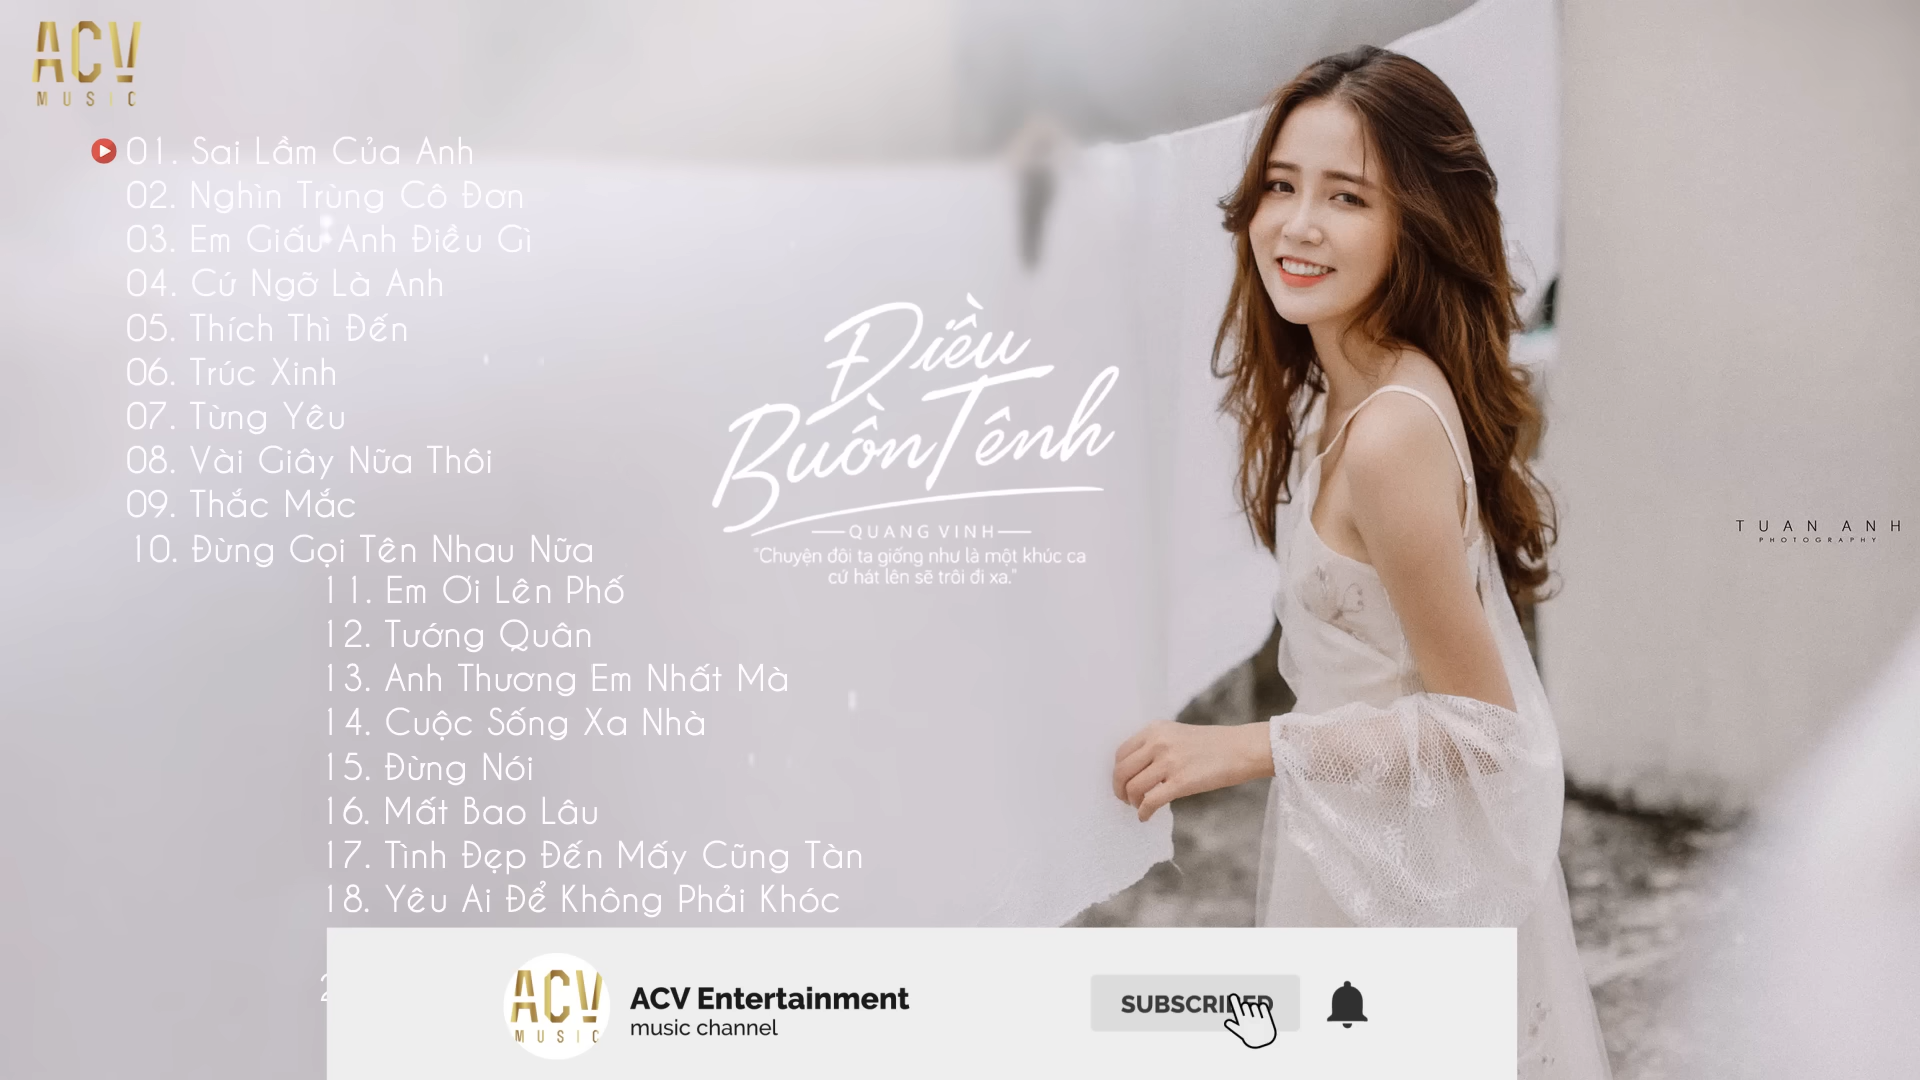 ACV
MUSIC
01. Sai Lầm Của Anh
02. Nghìn Trùng Cô Đơn
03. Em Giấu Anh Điều Gì
04. Cứ Ngỡ Là Anh
05. Thích Thì Đến
06. Trúc Xinh
07. Từng Yêu
08. Vài Giây Nữa Thôi
09. Thắc Mắc
10. Đừng Gọi Tên Nhau Nữa
11. Em Ơi Lên Phố
12. Tướng Quân
13. Anh Thương Em Nhất Mà
14. Cuộc Sống Xa Nhà
15. Đừng Nói
16. Mất Bao Lâu
17. Tình Đẹp Đến Mấy Cũng Tàn
18. Yêu Ai Để Không Phải Khóc
Điều
Buồn Tênh
QUANG VINH
"Chuyện đôi ta giống như là một khúc ca
cứ hát lên sẽ trôi đi xa."
TUAN ANH
PHOTOGRAPHY
ACV
MUSIC
ACV Entertainment
music channel
SUBSCRIBED